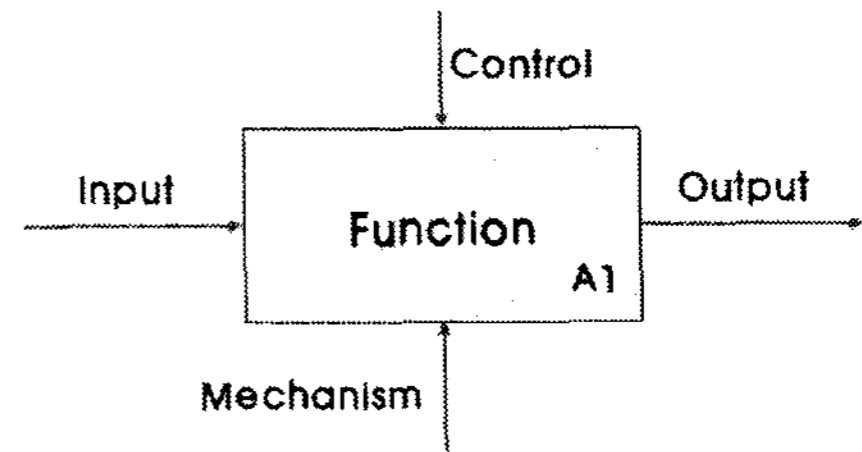 Control
Input
Output
Function
A1
Mechanism